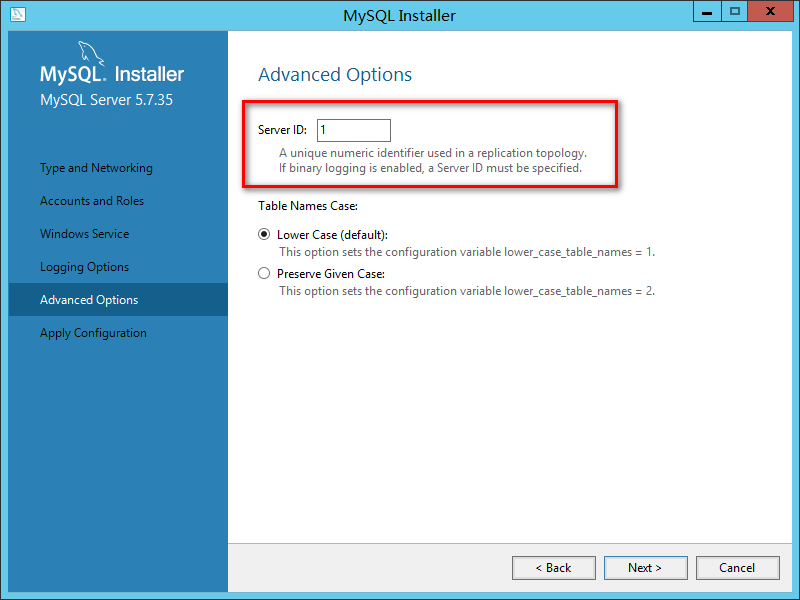 MySQL Installer
MySQL. Installer
MySQL Server 5.7.35
Type and Networking
Accounts and Roles
Windows Service
Logging Options
Advanced Options
Apply Configuration
Advanced Options
Server ID: 1
A unique numeric identifier used in a replication topology.
If binary logging is enabled, a Server ID must be specified.
Table Names Case:
Lower Case (default):
This option sets the configuration variable lower_case_table_names = 1.
Preserve Given Case:
This option sets the configuration variable lower_case_table_names = 2.
< Back
Next >
Cancel